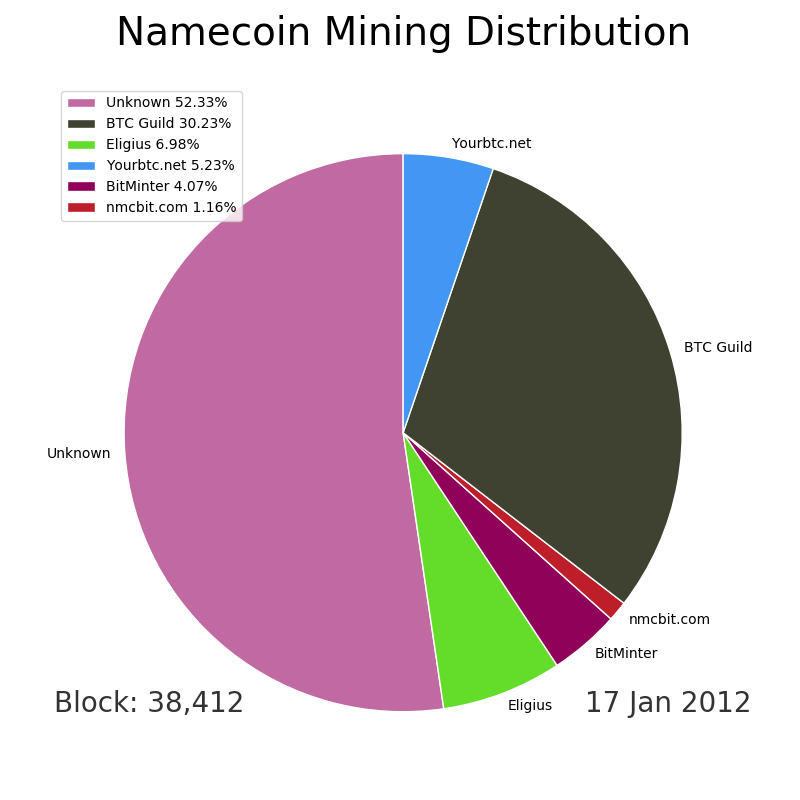 Namecoin Mining Distribution
Unknown 52.33%
BTC Guild 30.23%
Eligius 6.98%
Yourbtc.net 5.23%
BitMinter 4.07%
nmcbit.com 1.16%
Yourbtc.net
BTC Guild
Unknown
nmcbit.com
BitMinter
Eligius
Block: 38,412
17 Jan 2012